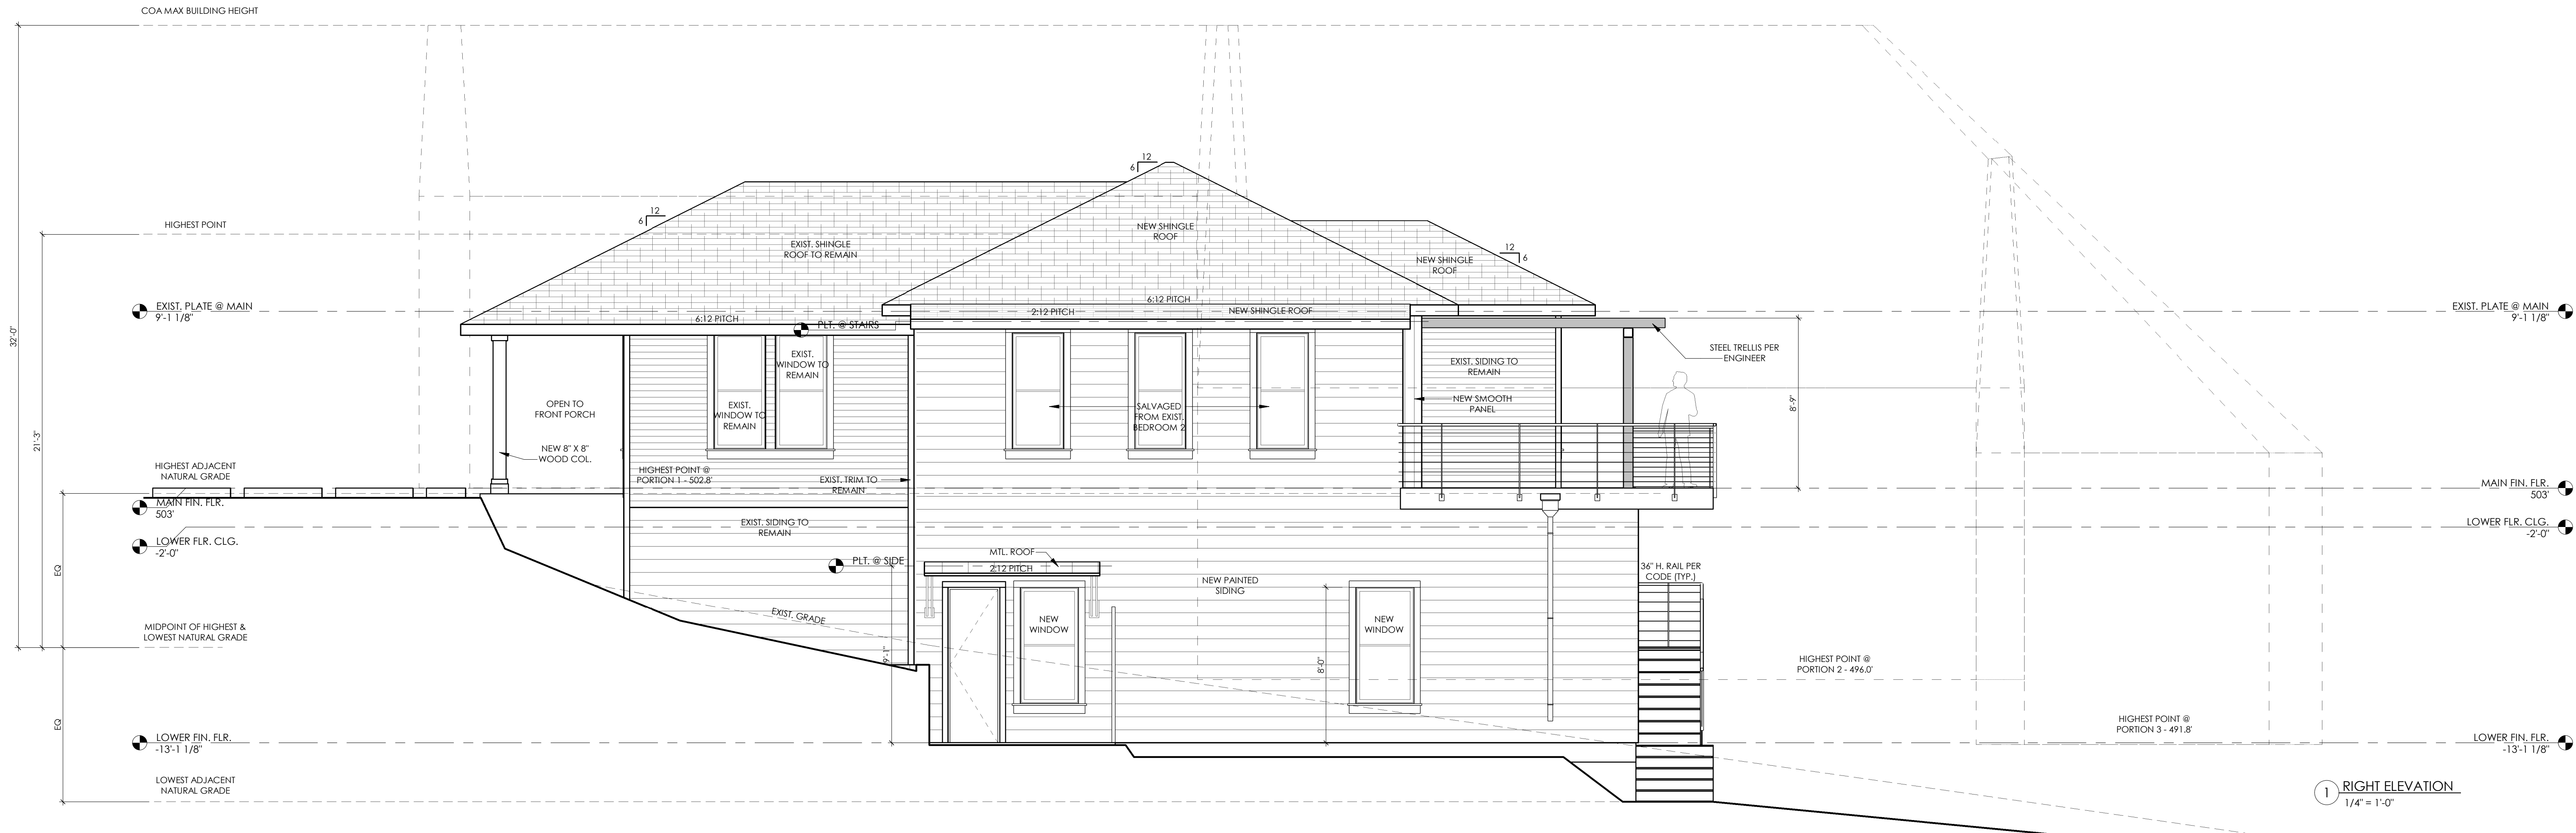 COA MAX BUILDING HEIGHT
32'-0"
HIGHEST POINT
21'-3"
EXIST. PLATE @ MAIN
9'-1 1/8"
HIGHEST ADJACENT
NATURAL GRADE
MAIN FIN. FLR.
503'
LOWER FLR. CLG.
-2'-0"
EQ
MIDPOINT OF HIGHEST &
LOWEST NATURAL GRADE
EQ
LOWER FIN. FLR.
-13'-1 1/8"
LOWEST ADJACENT
NATURAL GRADE
12
6
12
6
12
6
EXIST. SHINGLE
ROOF TO REMAIN
NEW SHINGLE
ROOF
NEW SHINGLE
ROOF
6:12 PITCH
6:12 PITCH
2:12 PITCH
NEW SHINGLE ROOF
PLT. @ STAIRS
EXIST.
WINDOW TO
REMAIN
EXIST.
WINDOW TO
REMAIN
OPEN TO
FRONT PORCH
NEW 8" X 8"
WOOD COL.
HIGHEST POINT @
PORTION 1 - 502.8'
EXIST. TRIM TO
REMAIN
EXIST. SIDING TO
REMAIN
SALVAGED
FROM EXIST.
BEDROOM 2
EXIST. SIDING TO
REMAIN
NEW SMOOTH
PANEL
STEEL TRELLIS PER
ENGINEER
8'-9"
PLT. @ SIDE
MTL. ROOF
2:12 PITCH
NEW PAINTED
SIDING
36" H. RAIL PER
CODE (TYP.)
EXIST. GRADE
9'-1"
NEW
WINDOW
8'-0"
NEW
WINDOW
HIGHEST POINT @
PORTION 2 - 496.0'
HIGHEST POINT @
PORTION 3 - 491.8'
EXIST. PLATE @ MAIN
9'-1 1/8"
MAIN FIN. FLR.
503'
LOWER FLR. CLG.
-2'-0"
LOWER FIN. FLR.
-13'-1 1/8"
1 RIGHT ELEVATION
1/4" = 1'-0"